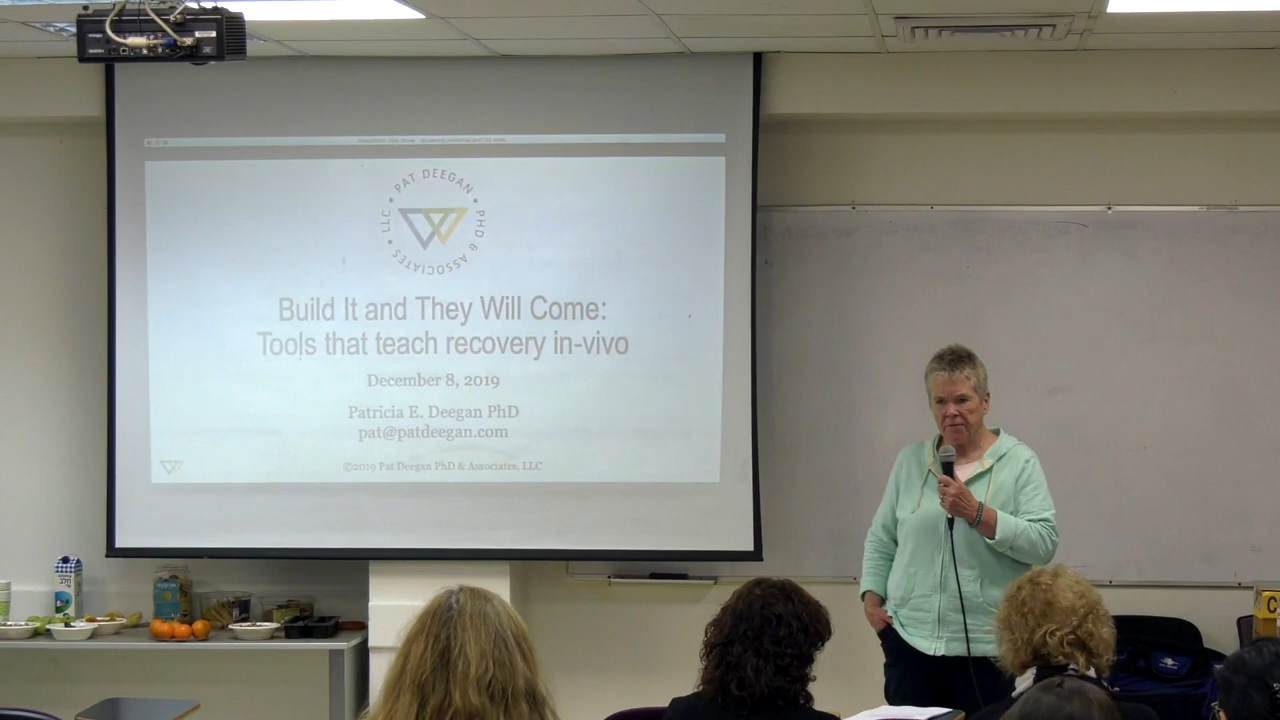 PAT DEEGAN • PHD & ASSOCIATES • LLC •
Build It and They Will Come:
Tools that teach recovery in-vivo
December 8, 2019
Patricia E. Deegan PhD
pat@patdeegan.com
©2019 Pat Deegan PhD & Associates, LLC